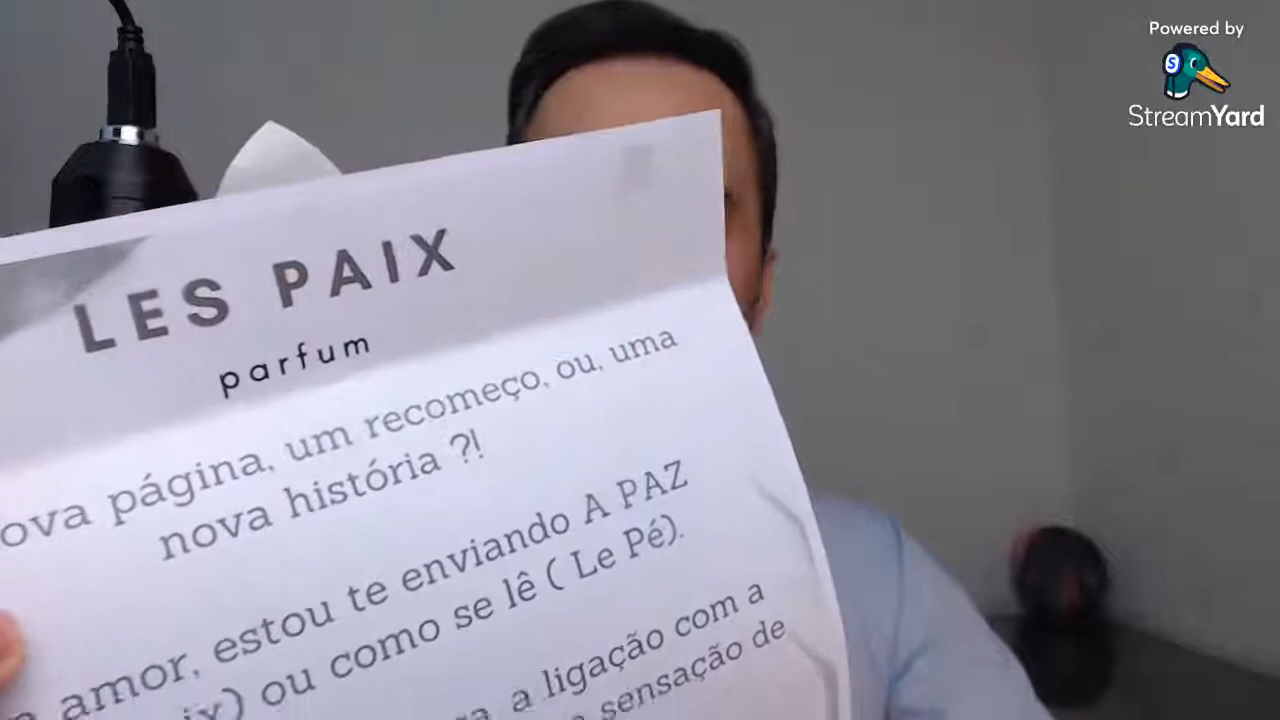 Powered by
StreamYard
LES PAIX
parfum
página, um recomeço, ou, uma
nova história ?!
amor, estou te enviando A PAZ
ou como se lê ( Le Pé).
a ligação com a
sensação de